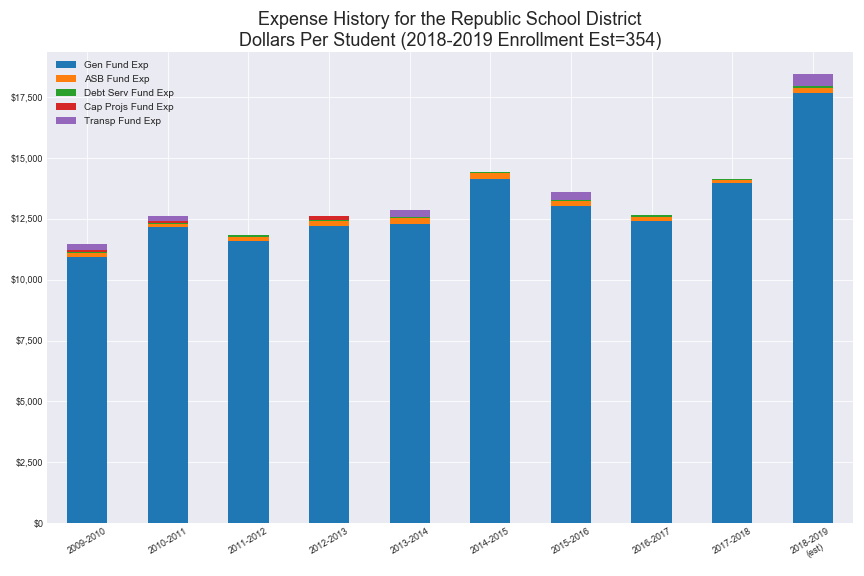 Expense History for the Republic School District
Dollars Per Student (2018-2019 Enrollment Est=354)
Gen Fund Exp
ASB Fund Exp
Debt Serv Fund Exp
Cap Projs Fund Exp
Transp Fund Exp
$17,500
$15,000
$12,500
$10,000
$7,500
$5,000
$2,500
$0
2009-2010
2010-2011
2011-2012
2012-2013
2013-2014
2014-2015
2015-2016
2016-2017
2017-2018
2018-2019
(est)